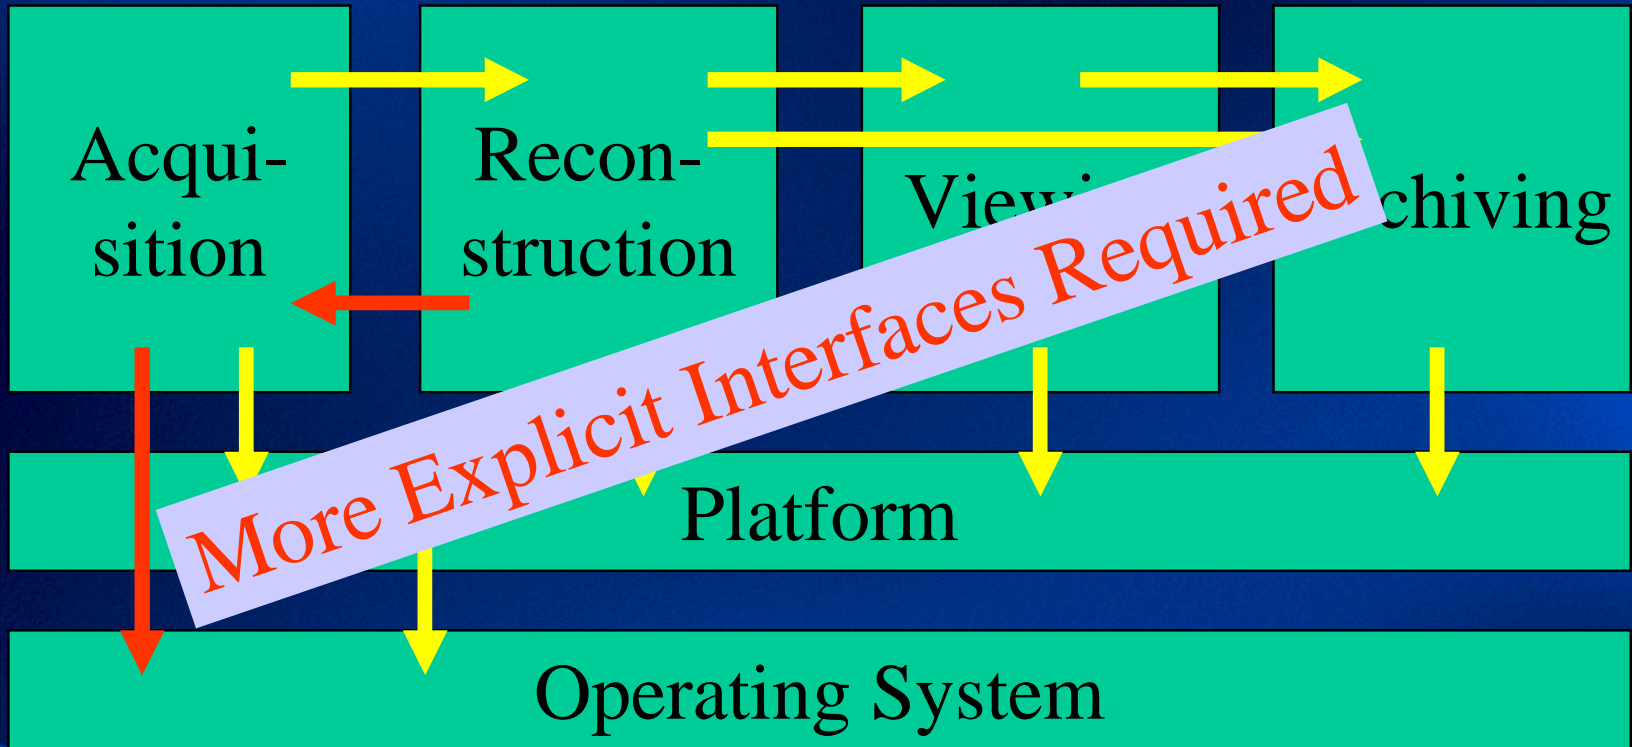 Acqui-
sition
Recon-
struction
chiving
More Explicit Interfaces Required
Platform
Operating System